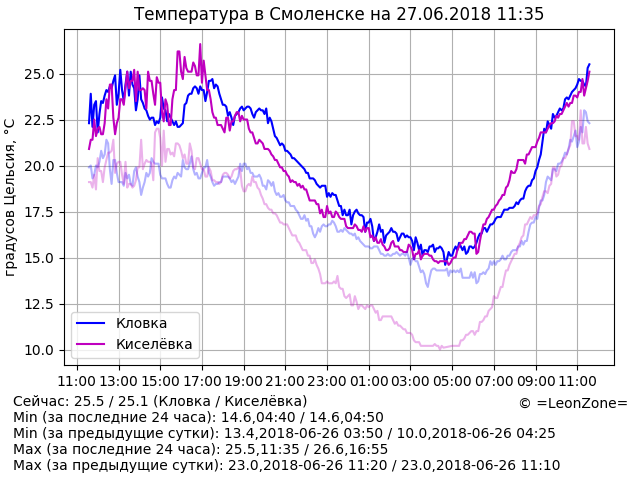 Температура в Смоленске на 27.06.2018 11:35
градусов Цельсия, °C
25.0
22.5
20.0
17.5
15.0
12.5
10.0
Кловка
Киселёвка
11:00 13:00 15:00 17:00 19:00 21:00 23:00 01:00 03:00 05:00 07:00 09:00 11:00
Сейчас: 25.5 / 25.1 (Кловка / Киселёвка)
© =LeonZone=
Min (за последние 24 часа): 14.6,04:40 / 14.6,04:50
Min (за предыдущие сутки): 13.4,2018-06-26 03:50 / 10.0,2018-06-26 04:25
Max (за последние 24 часа): 25.5,11:35 / 26.6,16:55
Max (за предыдущие сутки): 23.0,2018-06-26 11:20 / 23.0,2018-06-26 11:10